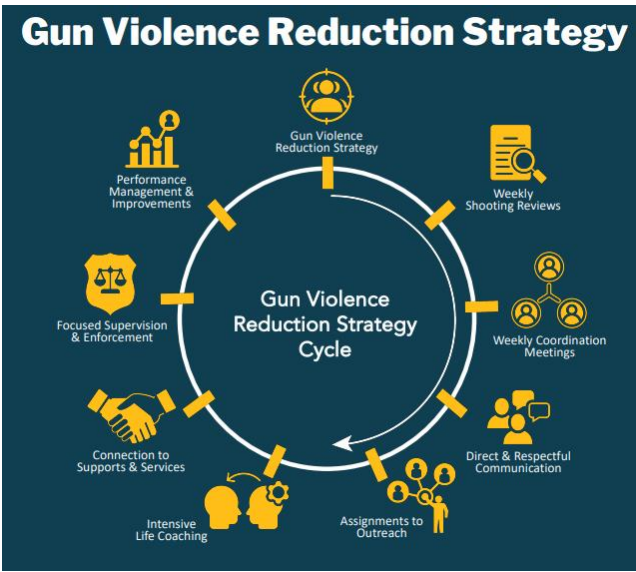 Gun Violence Reduction Strategy
Gun Violence
Reduction Strategy
Weekly
Shooting Reviews
Weekly Coordination
Meetings
Direct & Respectful
Communication
Assignments to
Outreach
Intensive
Life Coaching
Connection to
Supports & Services
Focused Supervision
& Enforcement
Performance
Management &
Improvements
Gun Violence
Reduction Strategy
Cycle